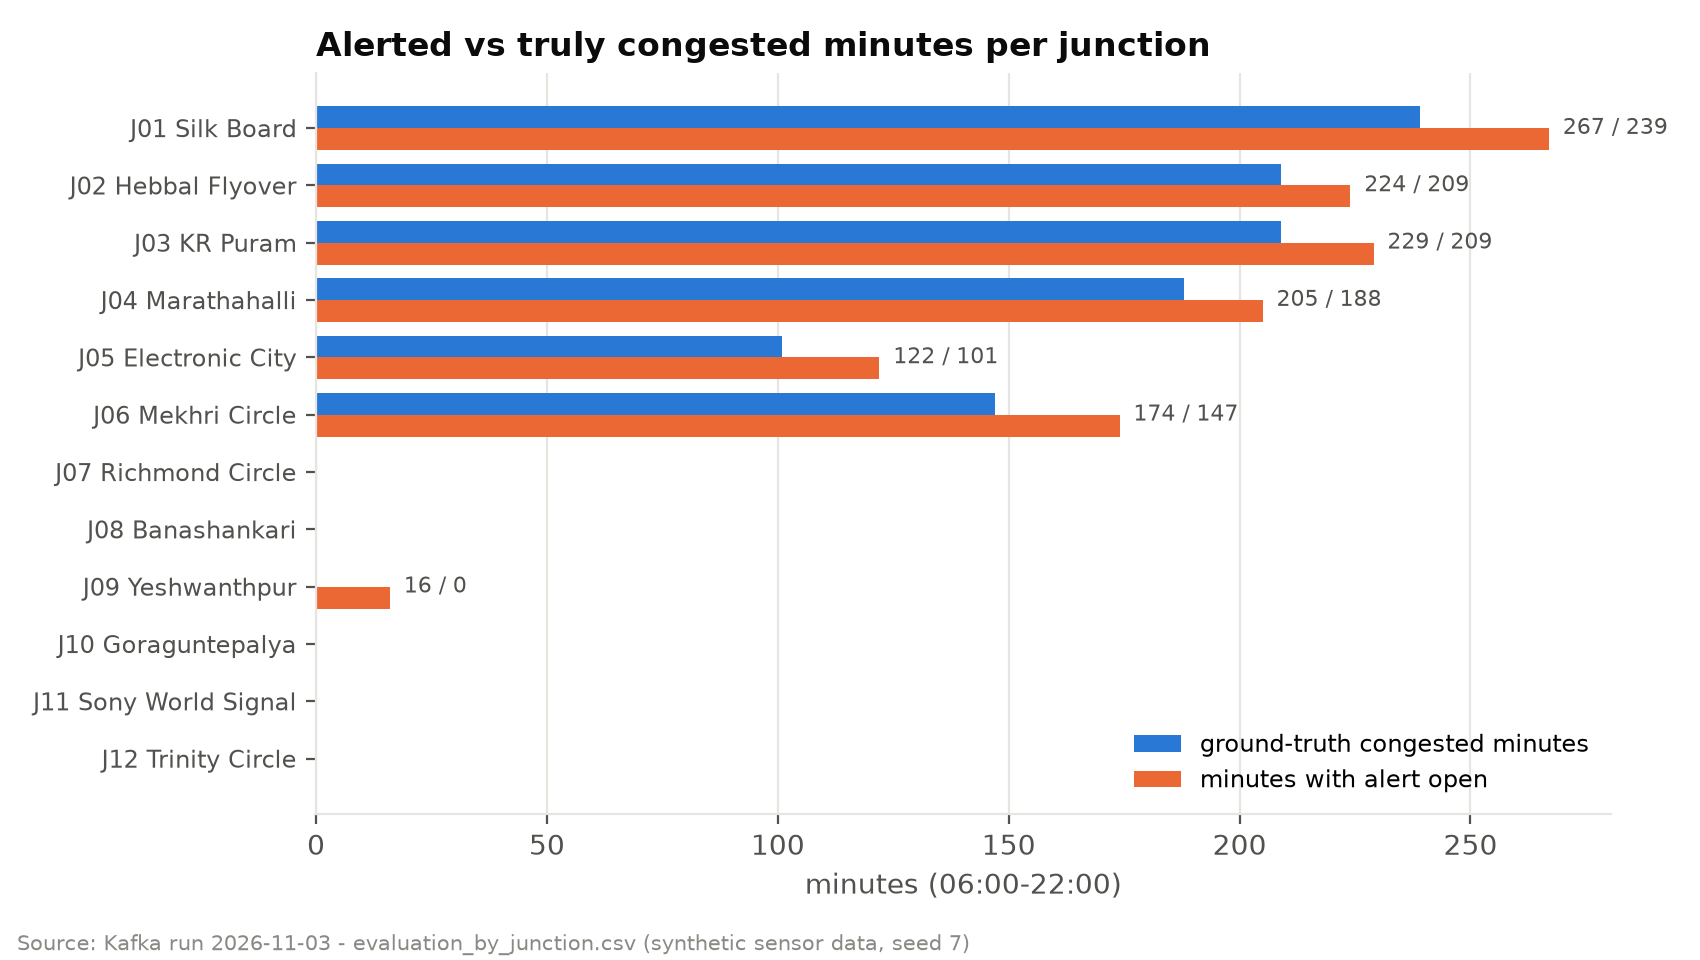 Alerted vs truly congested minutes per junction
J01 Silk Board
267 / 239
J02 Hebbal Flyover
224 / 209
J03 KR Puram
229 / 209
J04 Marathahalli
205 / 188
J05 Electronic City
122 / 101
J06 Mekhri Circle
174 / 147
J07 Richmond Circle
J08 Banashankari
J09 Yeshwanthpur
16 / 0
J10 Goraguntepalya
J11 Sony World Signal
J12 Trinity Circle
ground-truth congested minutes
minutes with alert open
0 50 100 150 200 250
minutes (06:00-22:00)
Source: Kafka run 2026-11-03 - evaluation_by_junction.csv (synthetic sensor data, seed 7)